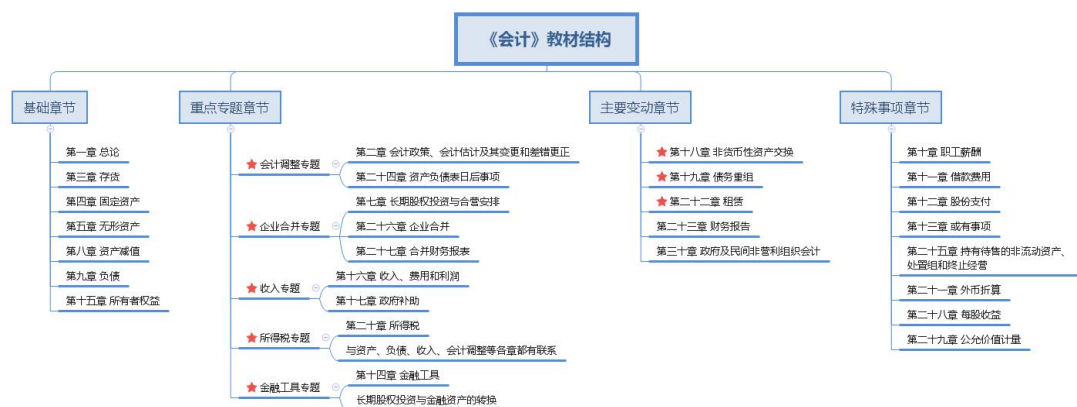 《会计》教材结构
基础章节
第一章 总论
第三章 存货
第四章 固定资产
第五章 无形资产
第八章 资产减值
第九章 负债
第十五章 所有者权益
重点专题章节
会计调整专题
第二章 会计政策、会计估计及其变更和差错更正
第二十四章 资产负债表日后事项
企业合并专题
第七章 长期股权投资与合营安排
第二十六章 企业合并
第二十七章 合并财务报表
收入专题
第十六章 收入、费用和利润
第十七章 政府补助
所得税专题
第二十章 所得税
与资产、负债、收入、会计调整等各章都有联系
金融工具专题
第十四章 金融工具
长期股权投资与金融资产的转换
主要变动章节
第十八章 非货币性资产交换
第十九章 债务重组
第二十二章 租赁
第二十三章 财务报告
第三十章 政府及民间非营利组织会计
特殊事项章节
第十章 职工薪酬
第十一章 借款费用
第十二章 股份支付
第十三章 或有事项
第二十五章 持有待售的非流动资产、
处置组和终止经营
第二十一章 外币折算
第二十八章 每股收益
第二十九章 公允价值计量